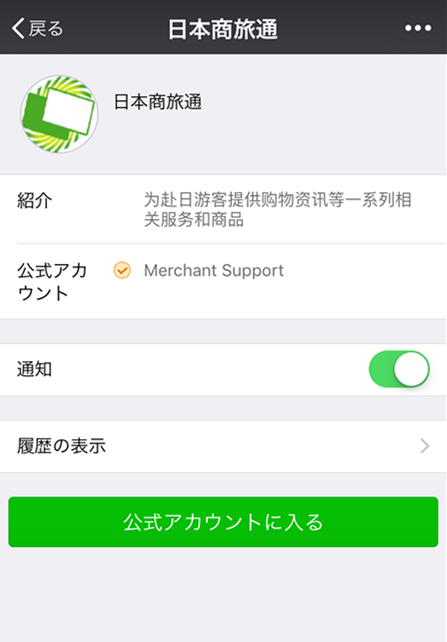 戻る
日本商旅通
日本商旅通
紹介
为赴日游客提供购物资讯等一系列相
关服务和商品
公式アカ
ウント
Merchant Support
通知
履歴の表示
公式アカウントに入る